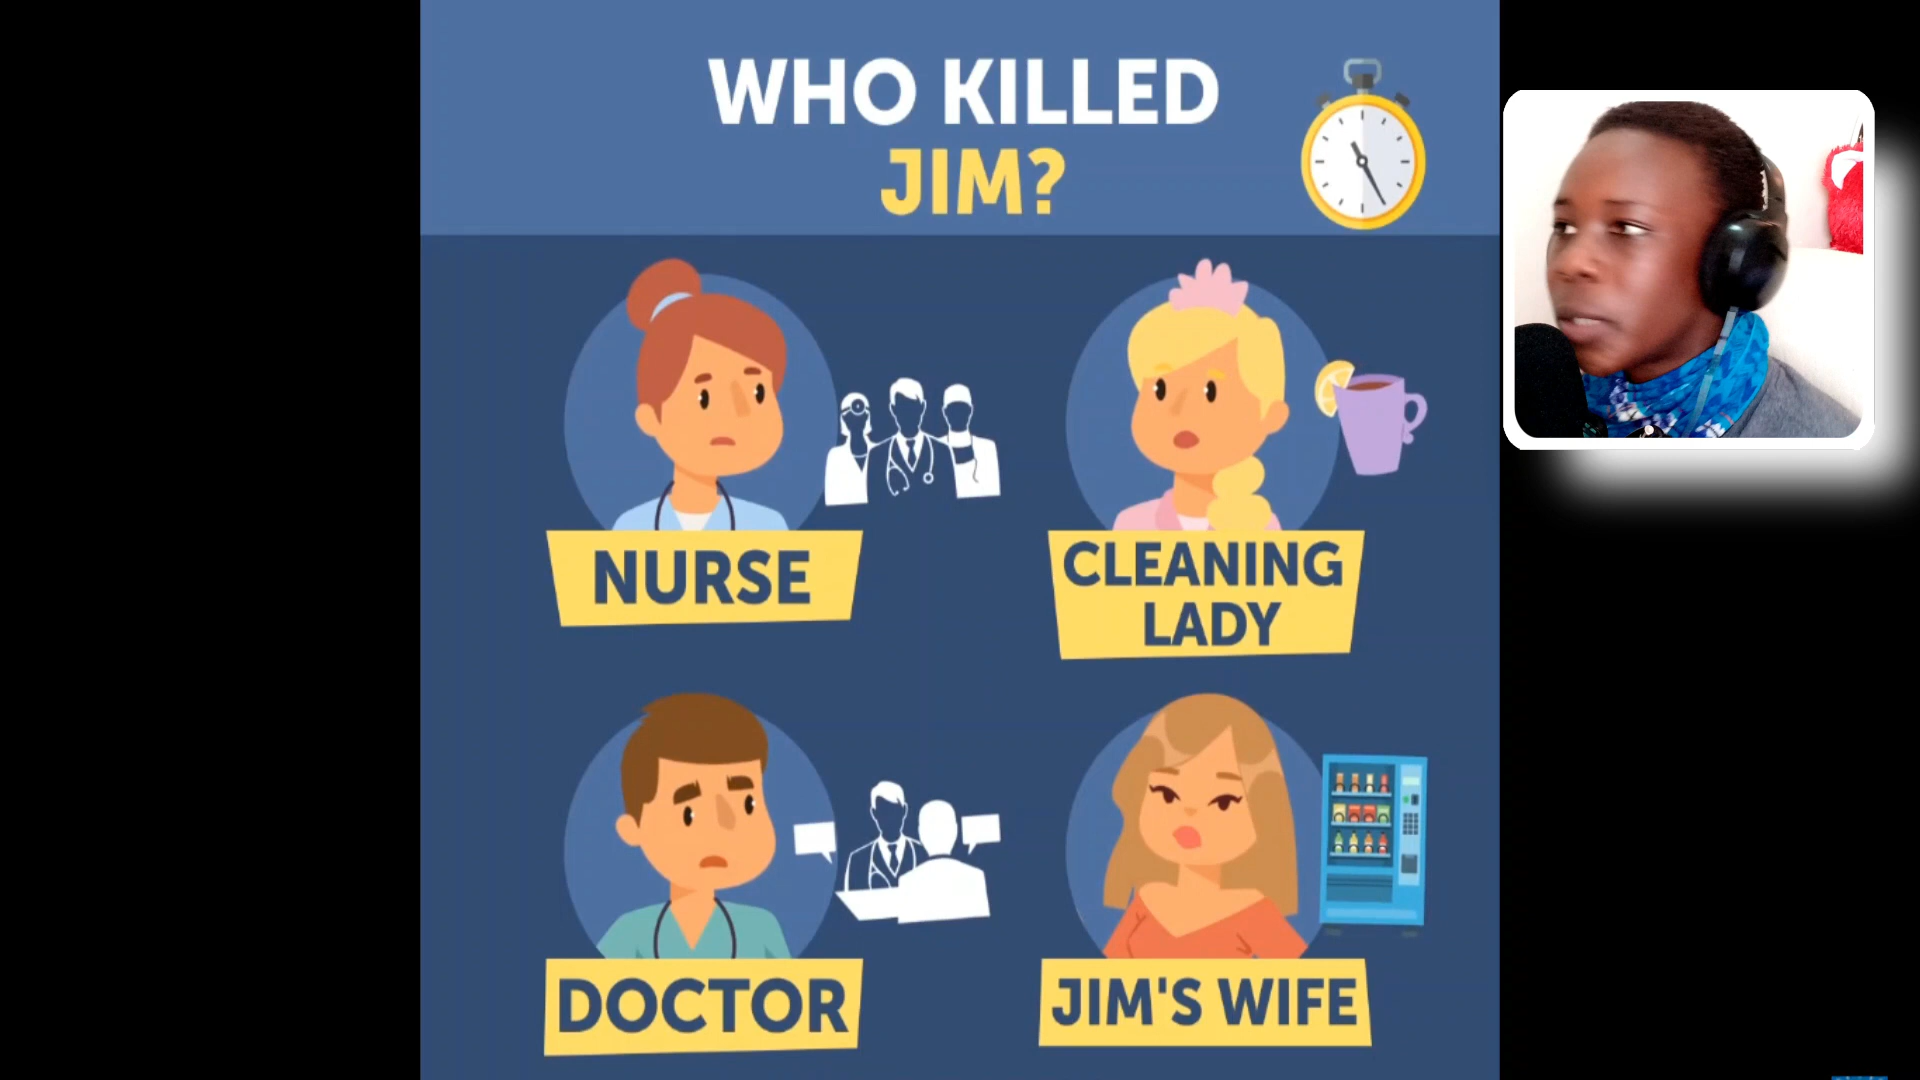 WHO KILLED
JIM?
NURSE
CLEANING
LADY
DOCTOR
JIM'S WIFE